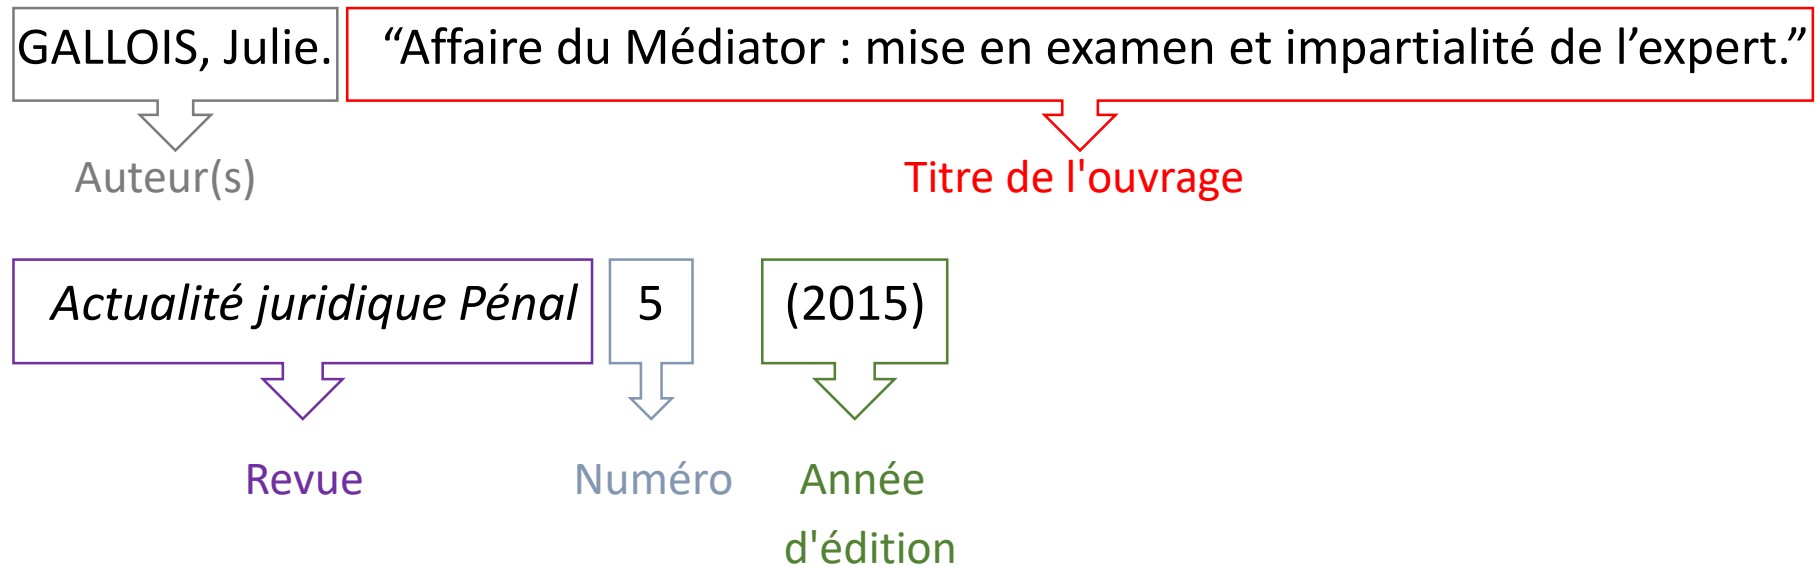 GALLOIS, Julie. “Affaire du Médiator : mise en examen et impartialité de l’expert.”
Auteur(s) Titre de l'ouvrage
Actualité juridique Pénal 5 (2015)
Revue Numéro Année
d'édition